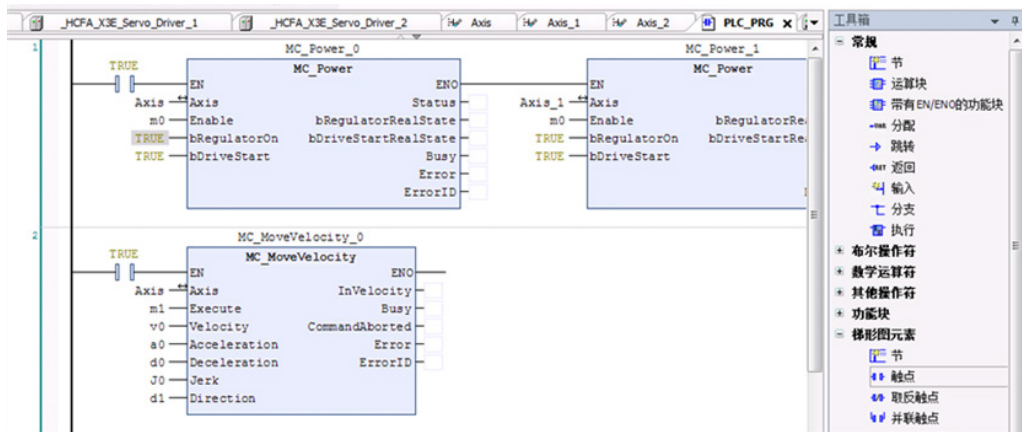 _HCFA_X3E_Servo_Driver_1
_HCFA_X3E_Servo_Driver_2
Axis
Axis_1
Axis_2
PLC_PRG
1
MC_Power_0
TRUE
MC_Power
EN
ENO
Axis
Axis
Status
m0
Enable
bRegulatorRealState
TRUE
bRegulatorOn
bDriveStartRealState
TRUE
bDriveStart
Busy
Error
ErrorID
MC_Power_1
MC_Power
EN
Axis_1
Axis
m0
Enable
bRegulatorRe
TRUE
bRegulatorOn
bDriveStartRe
TRUE
bDriveStart
2
MC_MoveVelocity_0
TRUE
MC_MoveVelocity
EN
ENO
Axis
Axis
InVelocity
m1
Execute
Busy
v0
Velocity
CommandAborted
a0
Acceleration
Error
d0
Deceleration
ErrorID
J0
Jerk
d1
Direction
工具箱
常规
节
运算块
带有EN/ENO的功能块
分配
跳转
返回
输入
分支
执行
布尔操作符
数学运算符
其他操作符
功能块
梯形图元素
节
触点
取反触点
并联触点